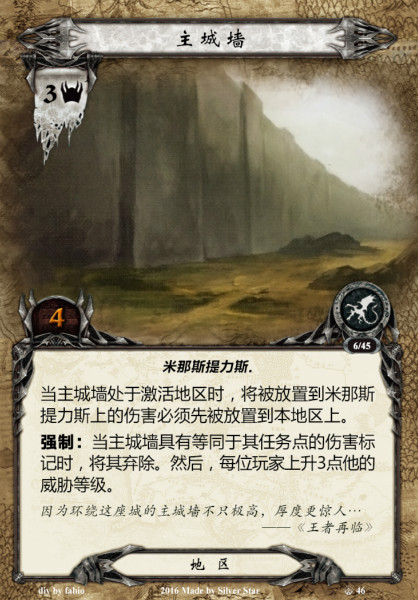 主城墙
3
4
6/45
米那斯提力斯.
当主城墙处于激活地区时，将被放置到米那斯
提力斯上的伤害必须先被放置到本地区上。
强制：当主城墙具有等同于其任务点的伤害标
记时，将其弃除。然后，每位玩家上升3点他的
威胁等级。
因为环绕这座城的主城墙不只极高，厚度更惊人…
——《王者再临》
地 区
diy by fabio 2016 Made by Silver Star 46